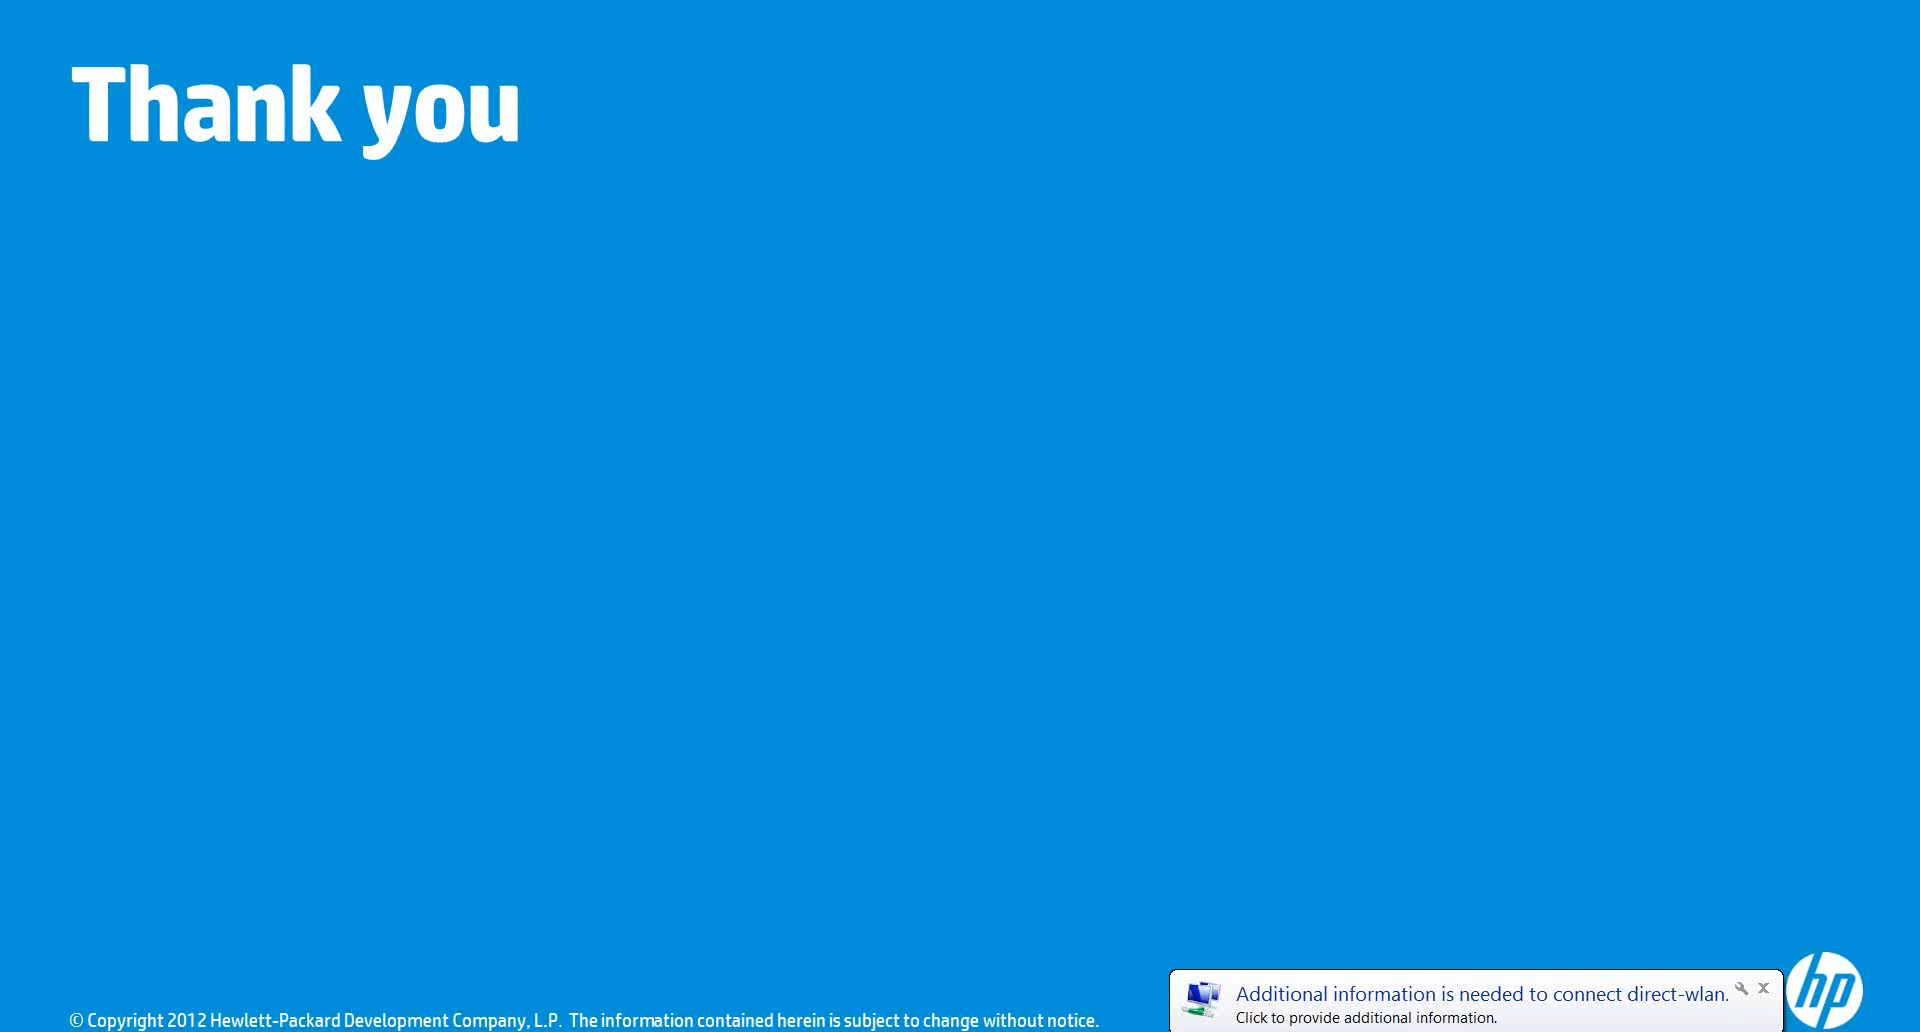 Thank you
Additional information is needed to connect direct-wlan.
Click to provide additional information.
hp
© Copyright 2012 Hewlett-Packard Development Company, L.P. The information contained herein is subject to change without notice.